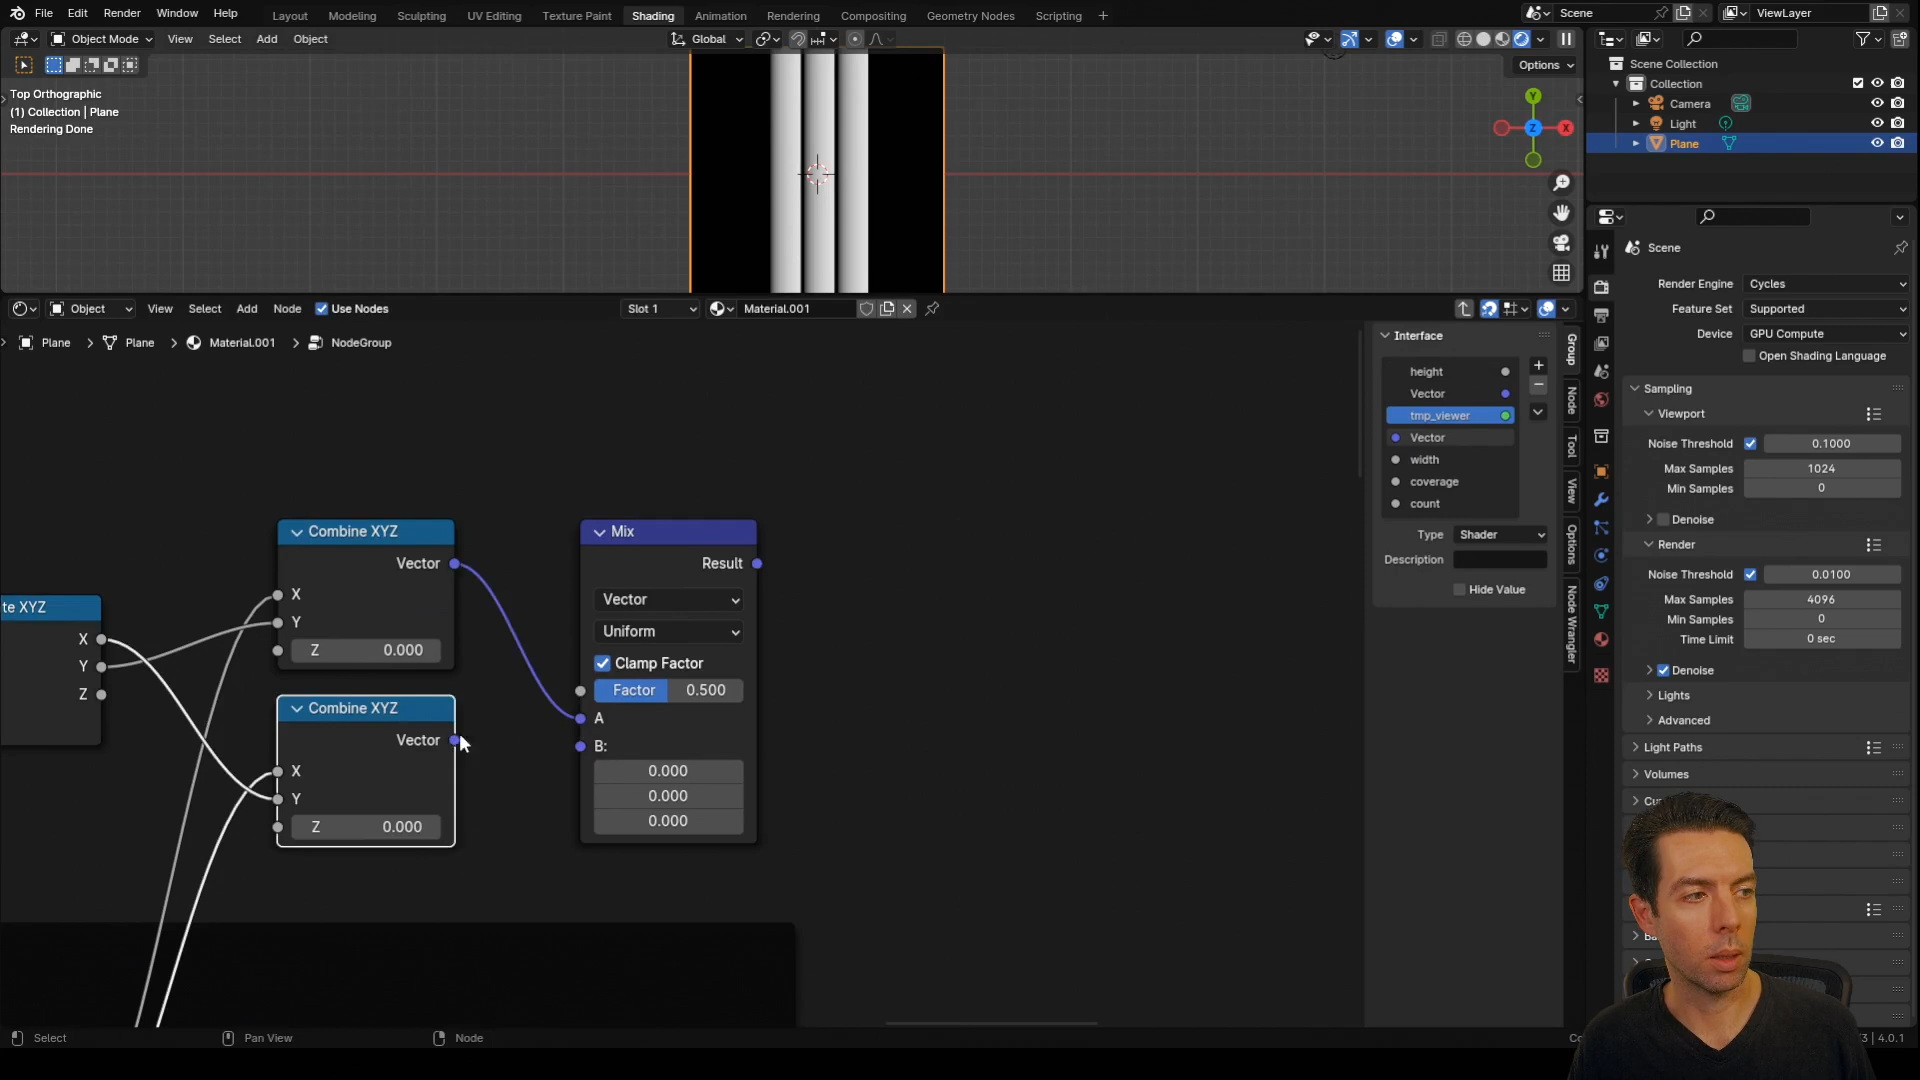 File Edit Render Window Help
Layout Modeling Sculpting UV Editing Texture Paint Shading Animation Rendering Compositing Geometry Nodes Scripting +
Scene
ViewLayer
Object Mode View Select Add Object
Global
Options
Top Orthographic
(1) Collection | Plane
Rendering Done
Y
Z
X
Scene Collection
Collection
Camera
Light
Plane
Object View Select Add Node Use Nodes
Slot 1
Material.001
Plane > Plane > Material.001 > NodeGroup
te XYZ
X
Y
Z
Combine XYZ
Vector
X
Y
Z 0.000
Combine XYZ
Vector
X
Y
Z 0.000
Mix
Result
Vector
Uniform
Clamp Factor
Factor 0.500
A
B:
0.000
0.000
0.000
Interface
height
Vector
tmp_viewer
Vector
width
coverage
count
Type Shader
Description
Hide Value
Group
Node
Tool
View
Options
Node Wrangler
Scene
Render Engine Cycles
Feature Set Supported
Device GPU Compute
Open Shading Language
Sampling
Viewport
Noise Threshold 0.1000
Max Samples 1024
Min Samples 0
Denoise
Render
Noise Threshold 0.0100
Max Samples 4096
Min Samples 0
Time Limit 0 sec
Denoise
Lights
Advanced
Light Paths
Volumes
Select
Pan View
Node
4.0.1